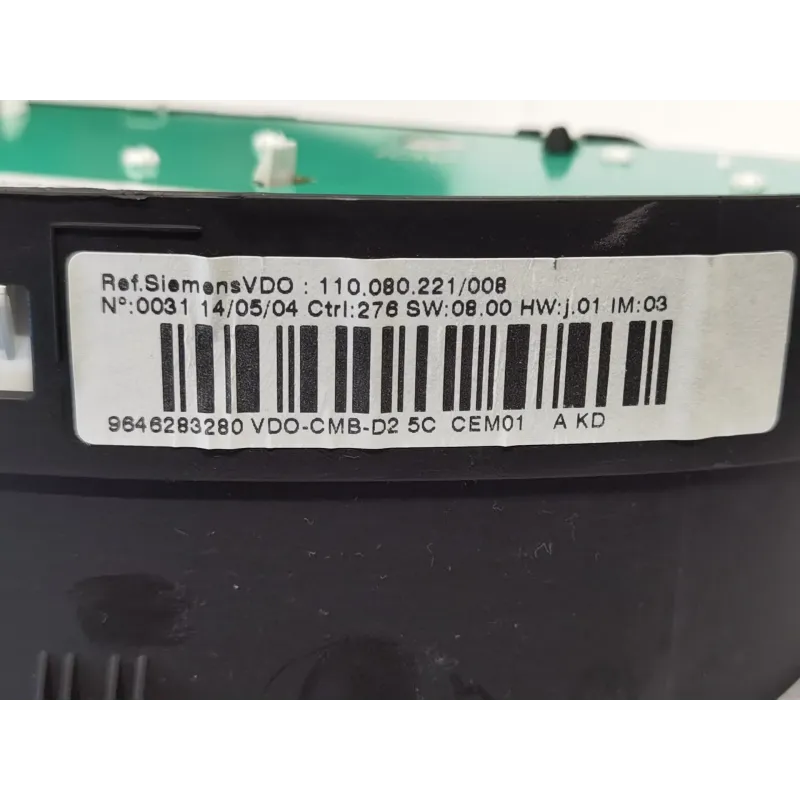 Ref.SiemensVDO : 110.080.221/008
Nº:0031 14/05/04 Ctrl:276 SW:08.00 HW:j.01 IM:03
9646283280 VDO-CMB-D2 5C CEM01 A KD